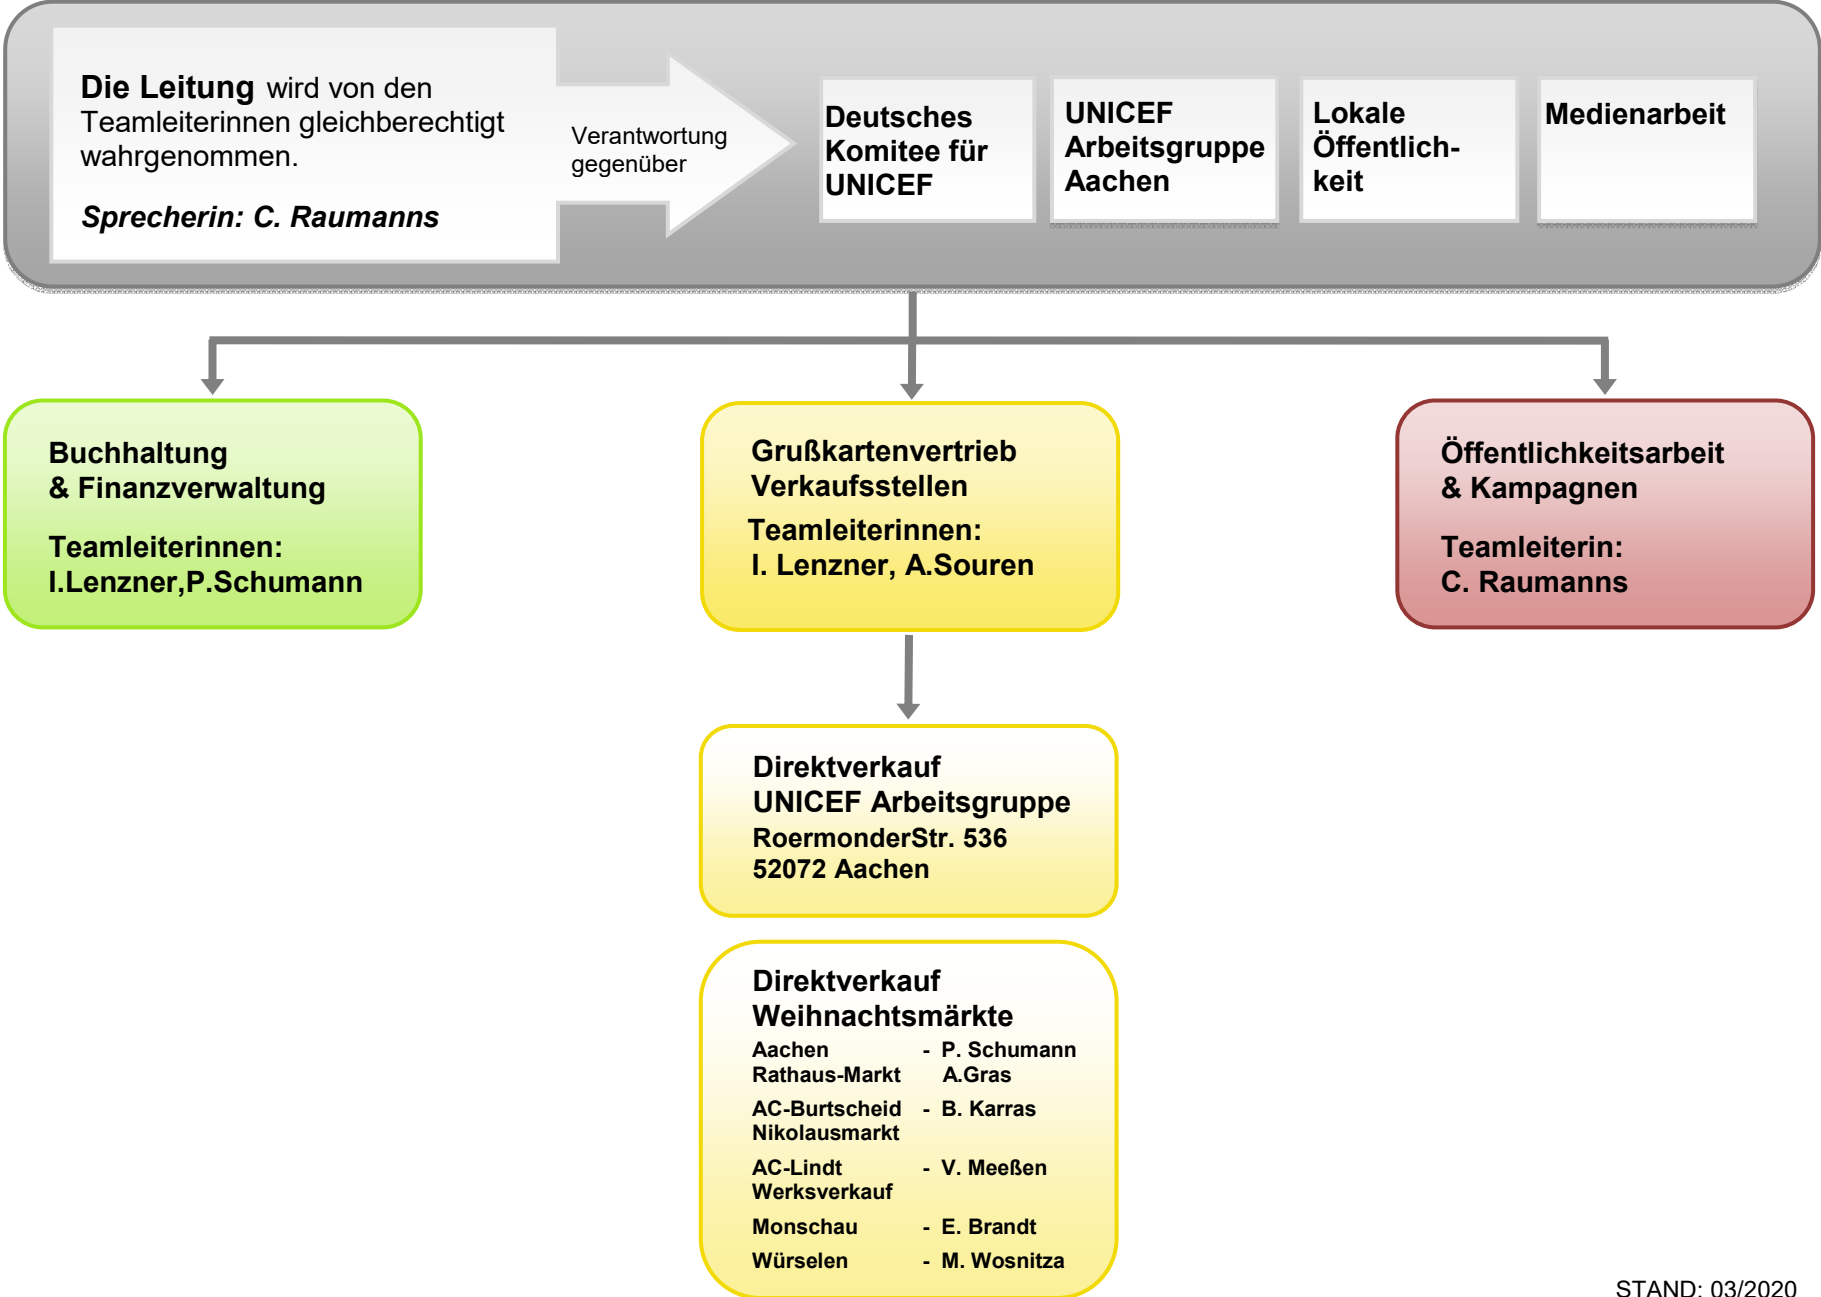 Die Leitung wird von den
Teamleiterinnen gleichberechtigt
wahrgenommen.
Sprecherin: C. Raumanns
Verantwortung
gegenüber
Deutsches
Komitee für
UNICEF
UNICEF
Arbeitsgruppe
Aachen
Lokale
Öffentlich-
keit
Medienarbeit
Buchhaltung
& Finanzverwaltung
Teamleiterinnen:
I.Lenzner,P.Schumann
Grußkartenvertrieb
Verkaufsstellen
Teamleiterinnen:
I. Lenzner, A.Souren
Öffentlichkeitsarbeit
& Kampagnen
Teamleiterin:
C. Raumanns
Direktverkauf
UNICEF Arbeitsgruppe
RoermonderStr. 536
52072 Aachen
Direktverkauf
Weihnachtsmärkte
Aachen - P. Schumann
Rathaus-Markt A.Gras
AC-Burtscheid - B. Karras
Nikolausmarkt
AC-Lindt - V. Meeßen
Werksverkauf
Monschau - E. Brandt
Würselen - M. Wosnitza
STAND: 03/2020